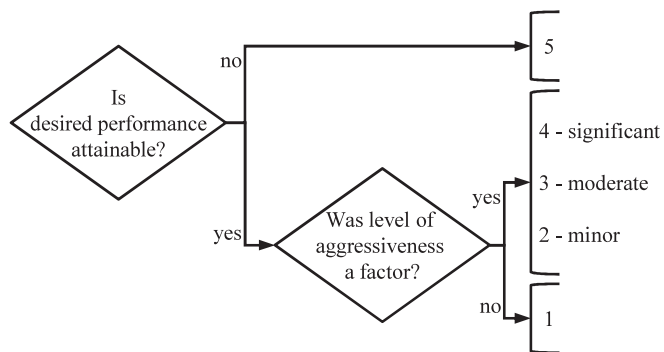 Is
desired performance
attainable?
no
yes
Was level of
aggressiveness
a factor?
yes
no
5
4 - significant
3 - moderate
2 - minor
1